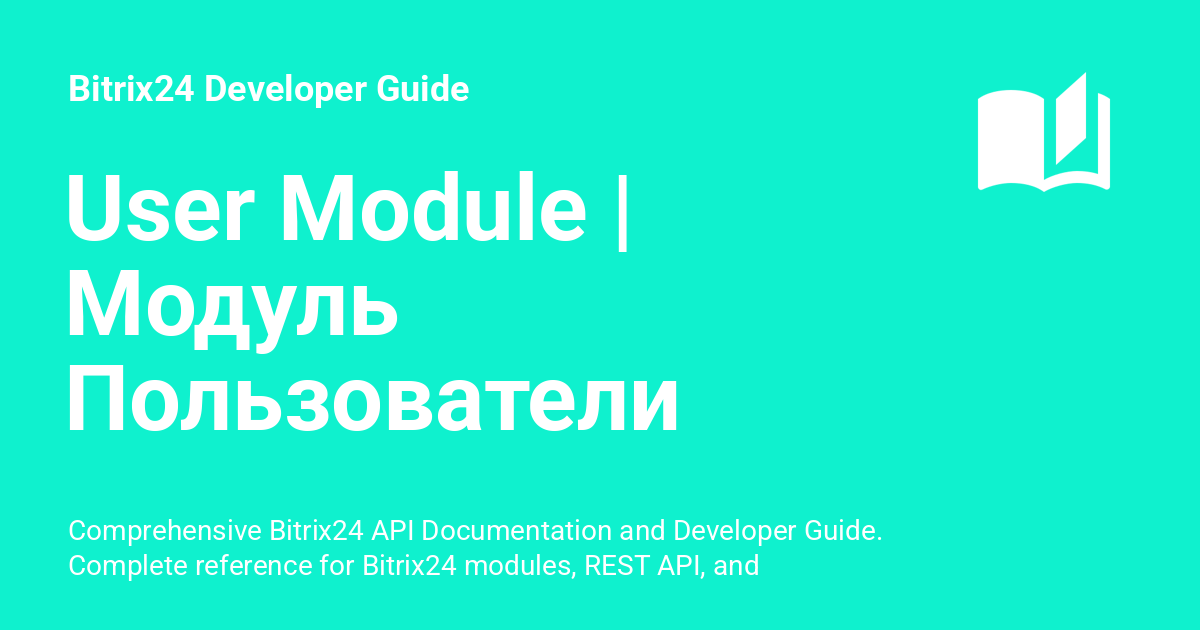 Bitrix24 Developer Guide
User Module |
Модуль
Пользователи
Comprehensive Bitrix24 API Documentation and Developer Guide.
Complete reference for Bitrix24 modules, REST API, and